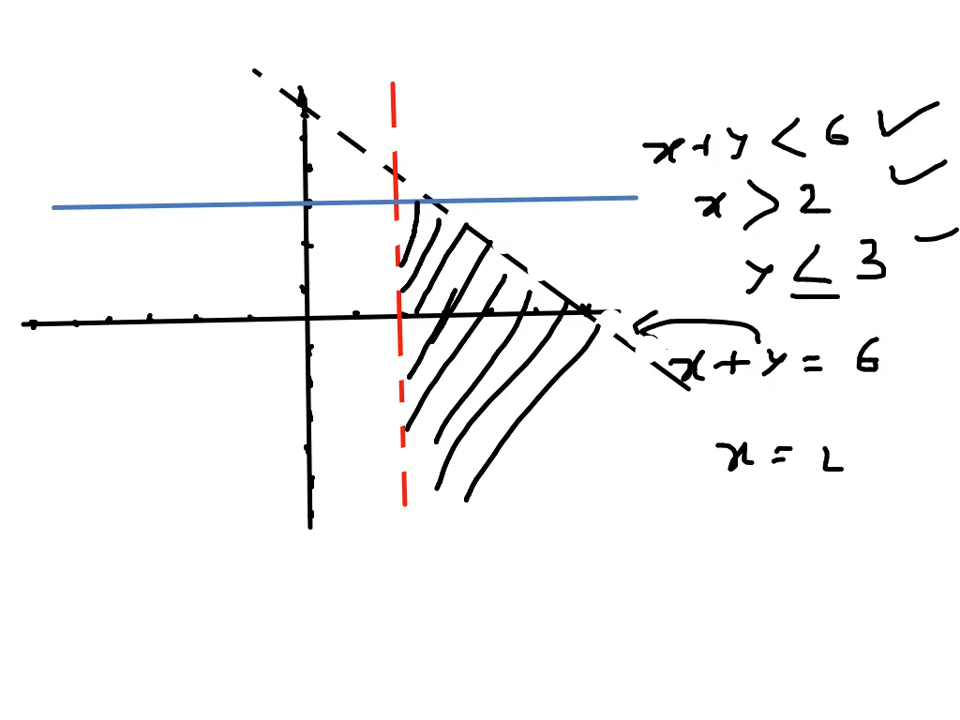 x+y < 6 ✓
x > 2 ✓
y ≤ 3
x+y = 6
x = 2